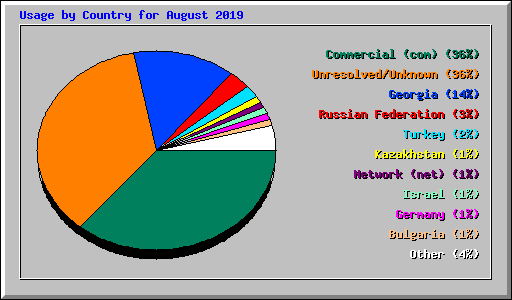 Usage by Country for August 2019
Commercial (com) (36%)
Unresolved/Unknown (36%)
Georgia (14%)
Russian Federation (3%)
Turkey (2%)
Kazakhstan (1%)
Network (net) (1%)
Israel (1%)
Germany (1%)
Bulgaria (1%)
Other (4%)